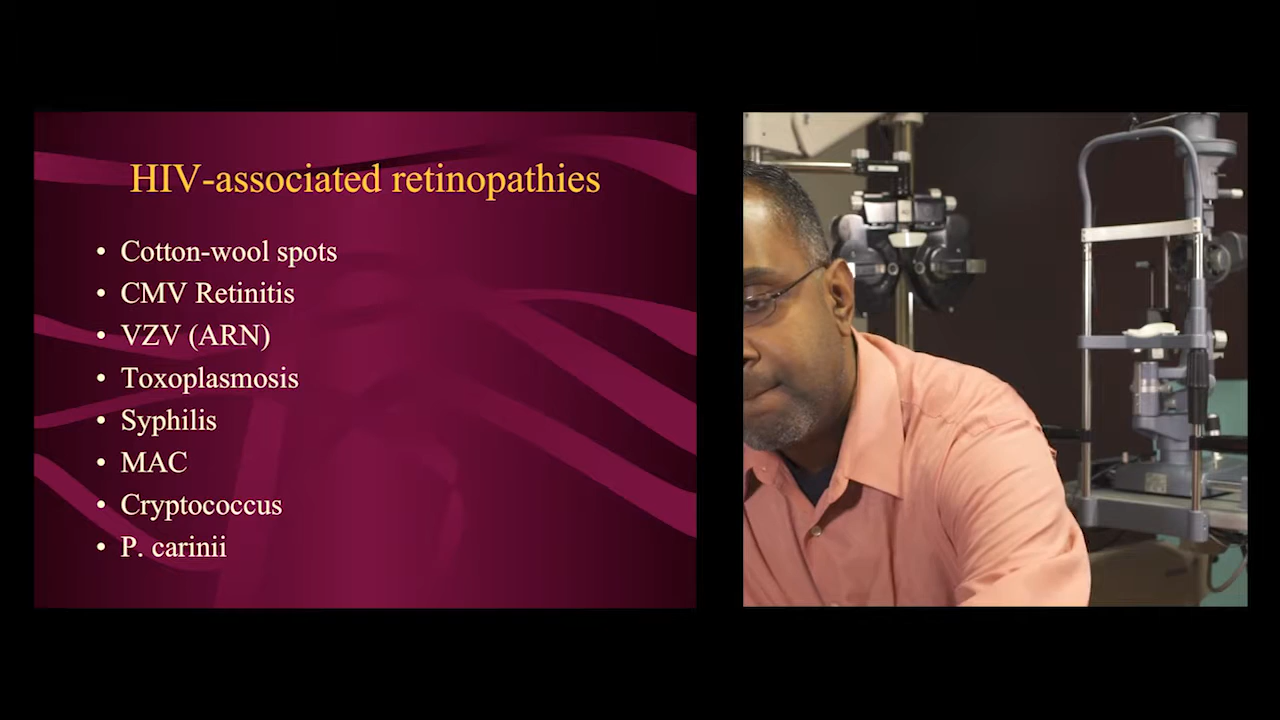 HIV-associated retinopathies
• Cotton-wool spots
• CMV Retinitis
• VZV (ARN)
• Toxoplasmosis
• Syphilis
• MAC
• Cryptococcus
• P. carinii